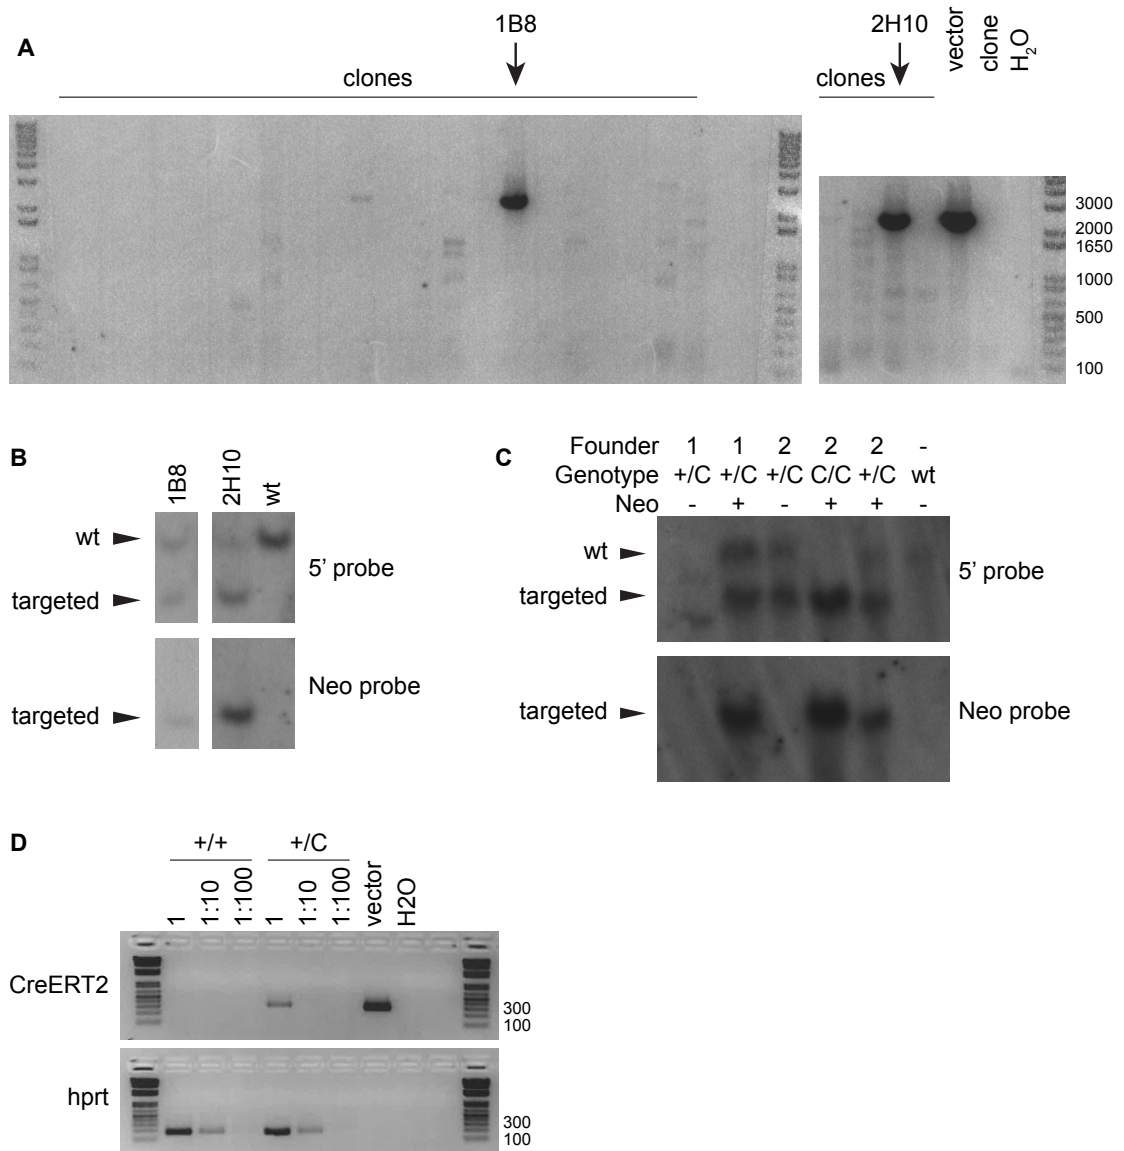 A
1B8
clones
2H10
clones
vector
clone
H₂O
3000
2000
1650
1000
500
100
B
1B8
2H10
wt
wt
targeted
5' probe
targeted
Neo probe
C
Founder 1 1 2 2 2 -
Genotype +/C +/C +/C C/C +/C wt
Neo - + - + + -
wt
targeted
5' probe
targeted
Neo probe
D
+/+ +/C
1 1:10 1:100 1 1:10 1:100 vector H2O
CreERT2
300
100
hprt
300
100